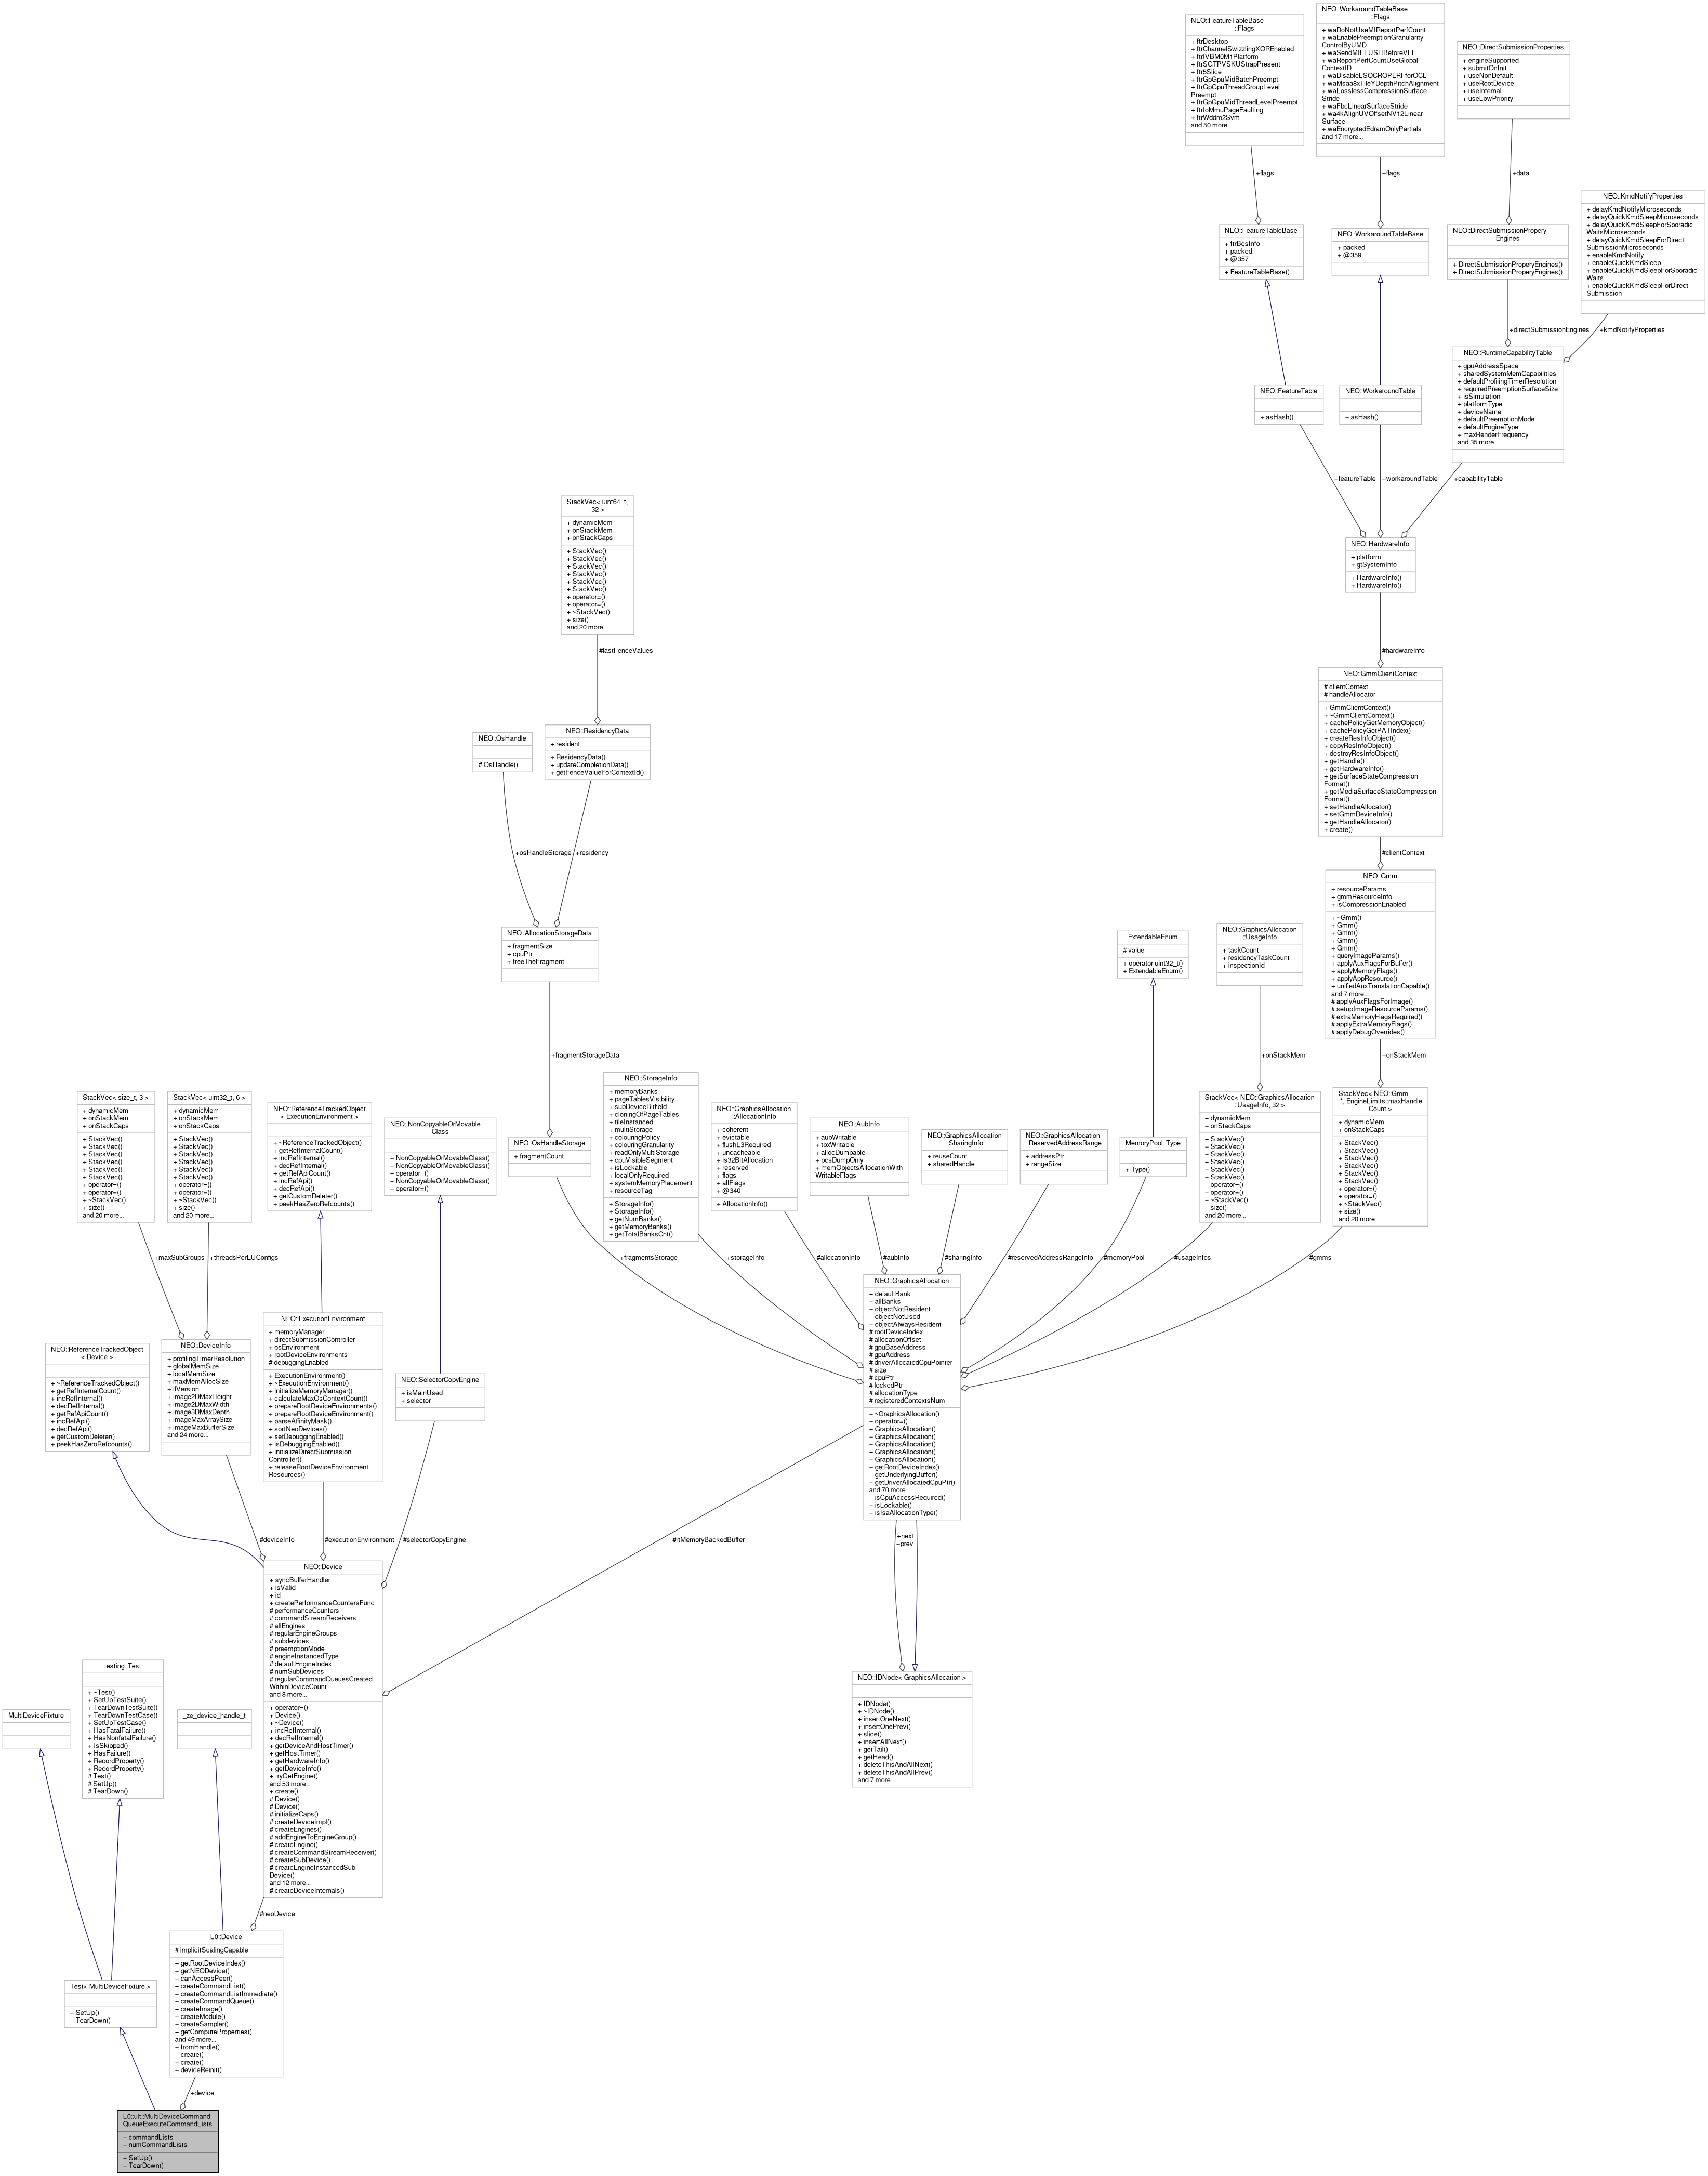 NEO::FeatureTableBase
::Flags
+ ftrDesktop
+ ftrChannelSwizzlingXOREnabled
+ ftrIVBM0M1Platform
+ ftrSGTPVSKUStrapPresent
+ ftr5Slice
+ ftrGpGpuMidBatchPreempt
+ ftrGpGpuThreadGroupLevel
Preempt
+ ftrGpGpuMidThreadLevelPreempt
+ ftrIoMmuPageFaulting
+ ftrWddm2Svm
and 50 more...
NEO::WorkaroundTableBase
::Flags
+ waDoNotUseMIReportPerfCount
+ waEnablePreemptionGranularity
ControlByUMD
+ waSendMIFLUSHBeforeVFE
+ waReportPerfCountUseGlobal
ContextID
+ waDisableLSQCROPERFforOCL
+ waMsaa8xTileYDepthPitchAlignment
+ waLosslessCompressionSurface
Stride
+ waFbcLinearSurfaceStride
+ wa4kAlignUVOffsetNV12Linear
Surface
+ waEncryptedEdramOnlyPartials
and 17 more...
NEO::DirectSubmissionProperties
+ engineSupported
+ submitOnInit
+ useNonDefault
+ useRootDevice
+ useInternal
+ useLowPriority
+flags
+flags
+data
NEO::KmdNotifyProperties
+ delayKmdNotifyMicroseconds
+ delayQuickKmdSleepMicroseconds
+ delayQuickKmdSleepForSporadic
WaitsMicroseconds
+ delayQuickKmdSleepForDirect
SubmissionMicroseconds
+ enableKmdNotify
+ enableQuickKmdSleep
+ enableQuickKmdSleepForSporadic
Waits
+ enableQuickKmdSleepForDirect
Submission
NEO::FeatureTableBase
+ ftrBcsInfo
+ packed
+ @357
+ FeatureTableBase()
NEO::WorkaroundTableBase
+ packed
+ @359
NEO::DirectSubmissionPropery
Engines
+ DirectSubmissionProperyEngines()
+ DirectSubmissionProperyEngines()
+directSubmissionEngines
+kmdNotifyProperties
NEO::FeatureTable
+ asHash()
NEO::WorkaroundTable
+ asHash()
NEO::RuntimeCapabilityTable
+ gpuAddressSpace
+ sharedSystemMemCapabilities
+ defaultProfilingTimerResolution
+ requiredPreemptionSurfaceSize
+ isSimulation
+ platformType
+ deviceName
+ defaultPreemptionMode
+ defaultEngineType
+ maxRenderFrequency
and 35 more...
+featureTable
+workaroundTable
+capabilityTable
NEO::HardwareInfo
+ platform
+ gtSystemInfo
+ HardwareInfo()
+ HardwareInfo()
#hardwareInfo
StackVec< uint64_t,
32 >
+ dynamicMem
+ onStackMem
+ onStackCaps
+ StackVec()
+ StackVec()
+ StackVec()
+ StackVec()
+ StackVec()
+ StackVec()
+ operator=()
+ operator=()
+ ~StackVec()
+ size()
and 20 more...
#lastFenceValues
NEO::GmmClientContext
# clientContext
# handleAllocator
+ GmmClientContext()
+ ~GmmClientContext()
+ cachePolicyGetMemoryObject()
+ cachePolicyGetPATIndex()
+ createResInfoObject()
+ copyResInfoObject()
+ destroyResInfoObject()
+ getHandle()
+ getHardwareInfo()
+ getSurfaceStateCompression
Format()
+ getMediaSurfaceStateCompression
Format()
+ setHandleAllocator()
+ setGmmDeviceInfo()
+ getHandleAllocator()
+ create()
NEO::OsHandle
# OsHandle()
NEO::ResidencyData
+ resident
+ ResidencyData()
+ updateCompletionData()
+ getFenceValueForContextId()
+osHandleStorage
+residency
#clientContext
NEO::AllocationStorageData
+ fragmentSize
+ cpuPtr
+ freeTheFragment
ExtendableEnum
# value
+ operator uint32_t()
+ ExtendableEnum()
NEO::GraphicsAllocation
::UsageInfo
+ taskCount
+ residencyTaskCount
+ inspectionId
NEO::Gmm
+ resourceParams
+ gmmResourceInfo
+ isCompressionEnabled
+ ~Gmm()
+ Gmm()
+ Gmm()
+ Gmm()
+ Gmm()
+ queryImageParams()
+ applyAuxFlagsForBuffer()
+ applyMemoryFlags()
+ applyAppResource()
+ unifiedAuxTranslationCapable()
and 7 more...
# applyAuxFlagsForImage()
# setupImageResourceParams()
# extraMemoryFlagsRequired()
# applyExtraMemoryFlags()
# applyDebugOverrides()
+fragmentStorageData
+onStackMem
+onStackMem
StackVec< size_t, 3 >
+ dynamicMem
+ onStackMem
+ onStackCaps
+ StackVec()
+ StackVec()
+ StackVec()
+ StackVec()
+ StackVec()
+ StackVec()
+ operator=()
+ operator=()
+ ~StackVec()
+ size()
and 20 more...
StackVec< uint32_t, 6 >
+ dynamicMem
+ onStackMem
+ onStackCaps
+ StackVec()
+ StackVec()
+ StackVec()
+ StackVec()
+ StackVec()
+ StackVec()
+ operator=()
+ operator=()
+ ~StackVec()
+ size()
and 20 more...
NEO::ReferenceTrackedObject
< ExecutionEnvironment >
+ ~ReferenceTrackedObject()
+ getRefInternalCount()
+ incRefInternal()
+ decRefInternal()
+ getRefApiCount()
+ incRefApi()
+ decRefApi()
+ getCustomDeleter()
+ peekHasZeroRefcounts()
NEO::NonCopyableOrMovable
Class
+ NonCopyableOrMovableClass()
+ NonCopyableOrMovableClass()
+ operator=()
+ NonCopyableOrMovableClass()
+ operator=()
NEO::OsHandleStorage
+ fragmentCount
NEO::StorageInfo
+ memoryBanks
+ pageTablesVisibility
+ subDeviceBitfield
+ cloningOfPageTables
+ tileInstanced
+ multiStorage
+ colouringPolicy
+ colouringGranularity
+ readOnlyMultiStorage
+ cpuVisibleSegment
+ isLockable
+ localOnlyRequired
+ systemMemoryPlacement
+ resourceTag
+ StorageInfo()
+ StorageInfo()
+ getNumBanks()
+ getMemoryBanks()
+ getTotalBanksCnt()
NEO::GraphicsAllocation
::AllocationInfo
+ coherent
+ evictable
+ flushL3Required
+ uncacheable
+ is32BitAllocation
+ reserved
+ flags
+ allFlags
+ @340
+ AllocationInfo()
NEO::AubInfo
+ aubWritable
+ tbxWritable
+ allocDumpable
+ bcsDumpOnly
+ memObjectsAllocationWith
WritableFlags
NEO::GraphicsAllocation
::SharingInfo
+ reuseCount
+ sharedHandle
NEO::GraphicsAllocation
::ReservedAddressRange
+ addressPtr
+ rangeSize
MemoryPool::Type
+ Type()
StackVec< NEO::GraphicsAllocation
::UsageInfo, 32 >
+ dynamicMem
+ onStackCaps
+ StackVec()
+ StackVec()
+ StackVec()
+ StackVec()
+ StackVec()
+ StackVec()
+ operator=()
+ operator=()
+ ~StackVec()
+ size()
and 20 more...
StackVec< NEO::Gmm
*, EngineLimits::maxHandle
Count >
+ dynamicMem
+ onStackCaps
+ StackVec()
+ StackVec()
+ StackVec()
+ StackVec()
+ StackVec()
+ StackVec()
+ operator=()
+ operator=()
+ ~StackVec()
+ size()
and 20 more...
+maxSubGroups
+threadsPerEUConfigs
+fragmentsStorage
+storageInfo
#allocationInfo
#aubInfo
#sharingInfo
#reservedAddressRangeInfo
#memoryPool
#usageInfos
#gmms
NEO::ReferenceTrackedObject
< Device >
+ ~ReferenceTrackedObject()
+ getRefInternalCount()
+ incRefInternal()
+ decRefInternal()
+ getRefApiCount()
+ incRefApi()
+ decRefApi()
+ getCustomDeleter()
+ peekHasZeroRefcounts()
NEO::DeviceInfo
+ profilingTimerResolution
+ globalMemSize
+ localMemSize
+ maxMemAllocSize
+ ilVersion
+ image2DMaxHeight
+ image2DMaxWidth
+ image3DMaxDepth
+ imageMaxArraySize
+ imageMaxBufferSize
and 24 more...
NEO::ExecutionEnvironment
+ memoryManager
+ directSubmissionController
+ osEnvironment
+ rootDeviceEnvironments
# debuggingEnabled
+ ExecutionEnvironment()
+ ~ExecutionEnvironment()
+ initializeMemoryManager()
+ calculateMaxOsContextCount()
+ prepareRootDeviceEnvironments()
+ prepareRootDeviceEnvironment()
+ parseAffinityMask()
+ sortNeoDevices()
+ setDebuggingEnabled()
+ isDebuggingEnabled()
+ initializeDirectSubmission
Controller()
+ releaseRootDeviceEnvironment
Resources()
NEO::SelectorCopyEngine
+ isMainUsed
+ selector
NEO::GraphicsAllocation
+ defaultBank
+ allBanks
+ objectNotResident
+ objectNotUsed
+ objectAlwaysResident
# rootDeviceIndex
# allocationOffset
# gpuBaseAddress
# gpuAddress
# driverAllocatedCpuPointer
# size
# cpuPtr
# lockedPtr
# allocationType
# registeredContextsNum
+ ~GraphicsAllocation()
+ operator=()
+ GraphicsAllocation()
+ GraphicsAllocation()
+ GraphicsAllocation()
+ GraphicsAllocation()
+ GraphicsAllocation()
+ getRootDeviceIndex()
+ getUnderlyingBuffer()
+ getDriverAllocatedCpuPtr()
and 70 more...
+ isCpuAccessRequired()
+ isLockable()
+ isIsaAllocationType()
#deviceInfo
#executionEnvironment
#selectorCopyEngine
#rtMemoryBackedBuffer
+next
+prev
NEO::Device
+ syncBufferHandler
+ isValid
+ id
+ createPerformanceCountersFunc
# performanceCounters
# commandStreamReceivers
# allEngines
# regularEngineGroups
# subdevices
# preemptionMode
# engineInstancedType
# defaultEngineIndex
# numSubDevices
# regularCommandQueuesCreated
WithinDeviceCount
and 8 more...
+ operator=()
+ Device()
+ ~Device()
+ incRefInternal()
+ decRefInternal()
+ getDeviceAndHostTimer()
+ getHostTimer()
+ getHardwareInfo()
+ getDeviceInfo()
+ tryGetEngine()
and 53 more...
+ create()
# Device()
# Device()
# initializeCaps()
# createDeviceImpl()
# createEngines()
# addEngineToEngineGroup()
# createEngine()
# createCommandStreamReceiver()
# createSubDevice()
# createEngineInstancedSub
Device()
and 12 more...
# createDeviceInternals()
NEO::IDNode< GraphicsAllocation >
+ IDNode()
+ ~IDNode()
+ insertOneNext()
+ insertOnePrev()
+ slice()
+ insertAllNext()
+ getTail()
+ getHead()
+ deleteThisAndAllNext()
+ deleteThisAndAllPrev()
and 7 more...
MultiDeviceFixture
testing::Test
+ ~Test()
+ SetUpTestSuite()
+ TearDownTestSuite()
+ TearDownTestCase()
+ SetUpTestCase()
+ HasFatalFailure()
+ HasNonfatalFailure()
+ IsSkipped()
+ HasFailure()
+ RecordProperty()
+ RecordProperty()
# Test()
# SetUp()
# TearDown()
_ze_device_handle_t
#neoDevice
Test< MultiDeviceFixture >
+ SetUp()
+ TearDown()
L0::Device
# implicitScalingCapable
+ getRootDeviceIndex()
+ getNEODevice()
+ canAccessPeer()
+ createCommandList()
+ createCommandListImmediate()
+ createCommandQueue()
+ createImage()
+ createModule()
+ createSampler()
+ getComputeProperties()
and 49 more...
+ fromHandle()
+ create()
+ create()
+ deviceReinit()
+device
L0::ult::MultiDeviceCommand
QueueExecuteCommandLists
+ commandLists
+ numCommandLists
+ SetUp()
+ TearDown()